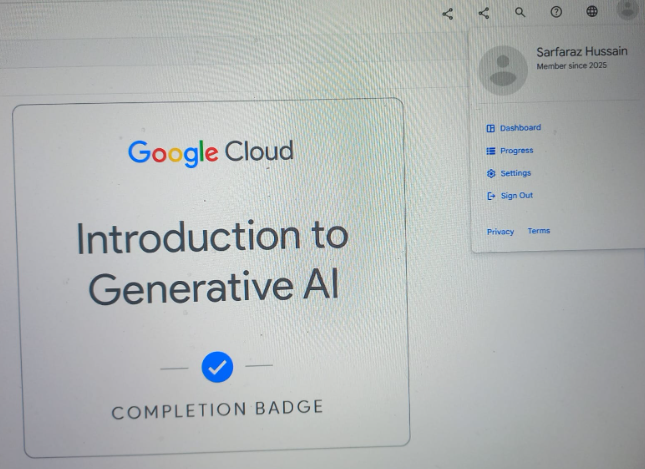 Sarfaraz Hussain
Member since 2025
Dashboard
Progress
Settings
Sign Out
Privacy Terms
Google Cloud
Introduction to
Generative AI
COMPLETION BADGE